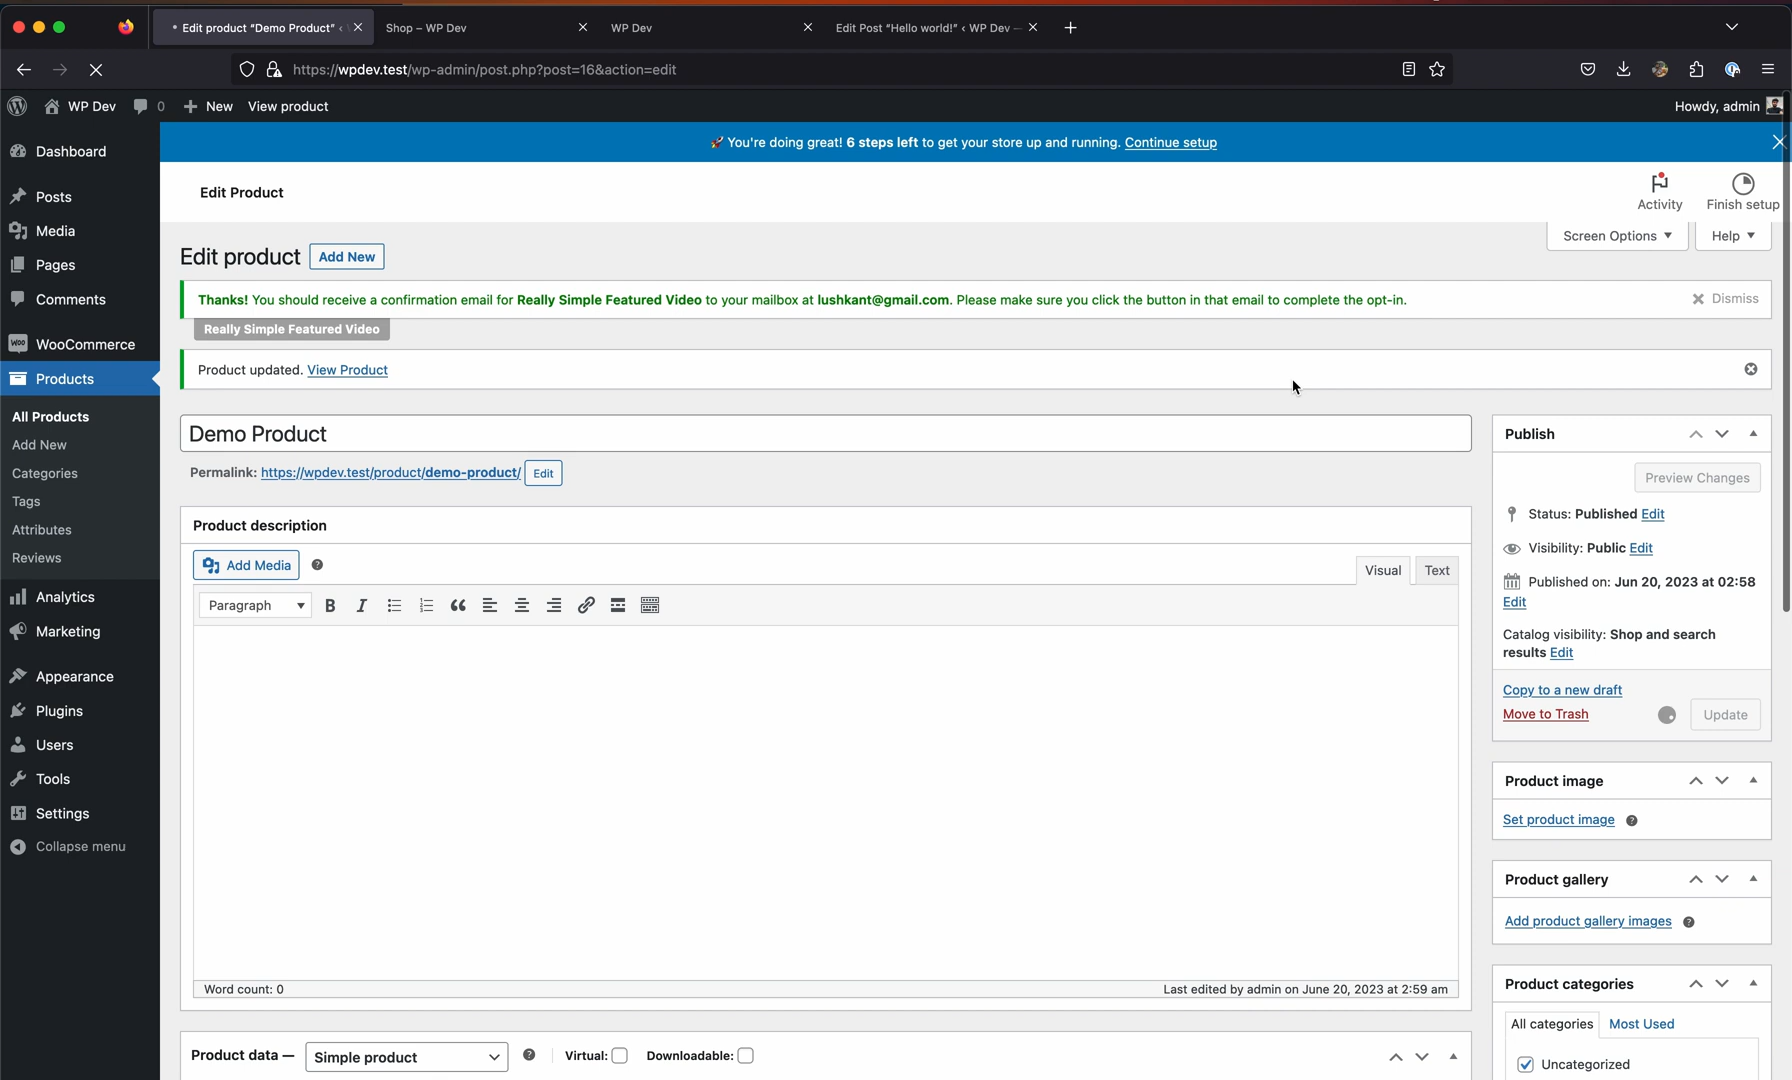 Edit product “Demo Product” ‹
Shop – WP Dev
WP Dev
Edit Post “Hello world!” ‹ WP Dev —
https://wpdev.test/wp-admin/post.php?post=16&action=edit
WP Dev
0
New
View product
Howdy, admin
Dashboard
Posts
Media
Pages
Comments
WooCommerce
Products
All Products
Add New
Categories
Tags
Attributes
Reviews
Analytics
Marketing
Appearance
Plugins
Users
Tools
Settings
Collapse menu
🚀 You're doing great! 6 steps left to get your store up and running. Continue setup
Edit Product
Activity
Finish setup
Screen Options
Help
Edit product
Add New
Thanks! You should receive a confirmation email for Really Simple Featured Video to your mailbox at lushkant@gmail.com. Please make sure you click the button in that email to complete the opt-in.
Dismiss
Really Simple Featured Video
Product updated. View Product
Demo Product
Permalink: https://wpdev.test/product/demo-product/ Edit
Product description
Add Media
Visual
Text
Paragraph
Word count: 0
Last edited by admin on June 20, 2023 at 2:59 am
Product data —
Simple product
Virtual:
Downloadable:
Publish
Preview Changes
Status: Published Edit
Visibility: Public Edit
Published on: Jun 20, 2023 at 02:58
Edit
Catalog visibility: Shop and search
results Edit
Copy to a new draft
Move to Trash
Update
Product image
Set product image
Product gallery
Add product gallery images
Product categories
All categories
Most Used
Uncategorized